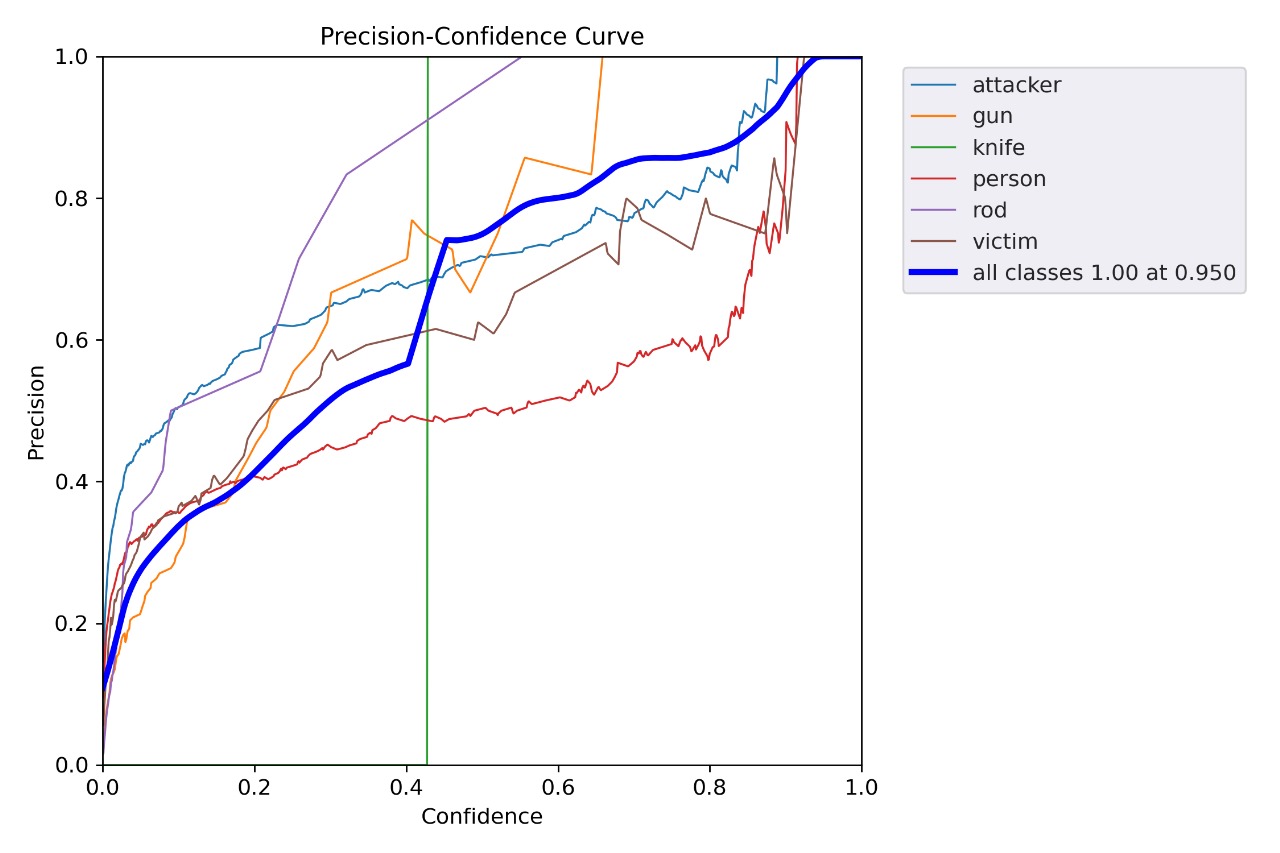 Precision-Confidence Curve
1.0
0.8
0.6
0.4
0.2
0.0
Precision
0.0 0.2 0.4 0.6 0.8 1.0
Confidence
attacker
gun
knife
person
rod
victim
all classes 1.00 at 0.950